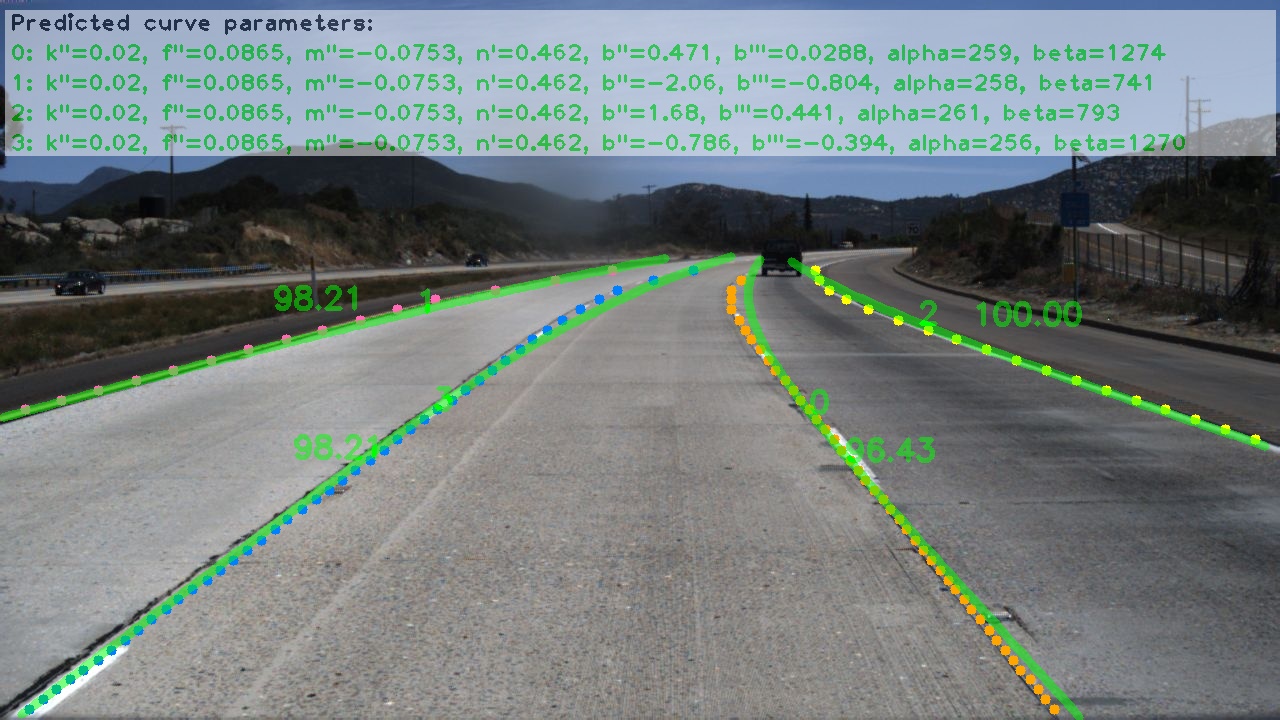 Predicted curve parameters:
0: k''=0.02, f''=0.0865, m''=-0.0753, n'=0.462, b''=0.471, b'''=0.0288, alpha=259, beta=1274
1: k''=0.02, f''=0.0865, m''=-0.0753, n'=0.462, b''=-2.06, b'''=-0.804, alpha=258, beta=741
2: k''=0.02, f''=0.0865, m''=-0.0753, n'=0.462, b''=1.68, b'''=0.441, alpha=261, beta=793
3: k''=0.02, f''=0.0865, m''=-0.0753, n'=0.462, b''=-0.786, b'''=-0.394, alpha=256, beta=1270
70
98.21 1 2 100.00
3 0
98.21 96.43